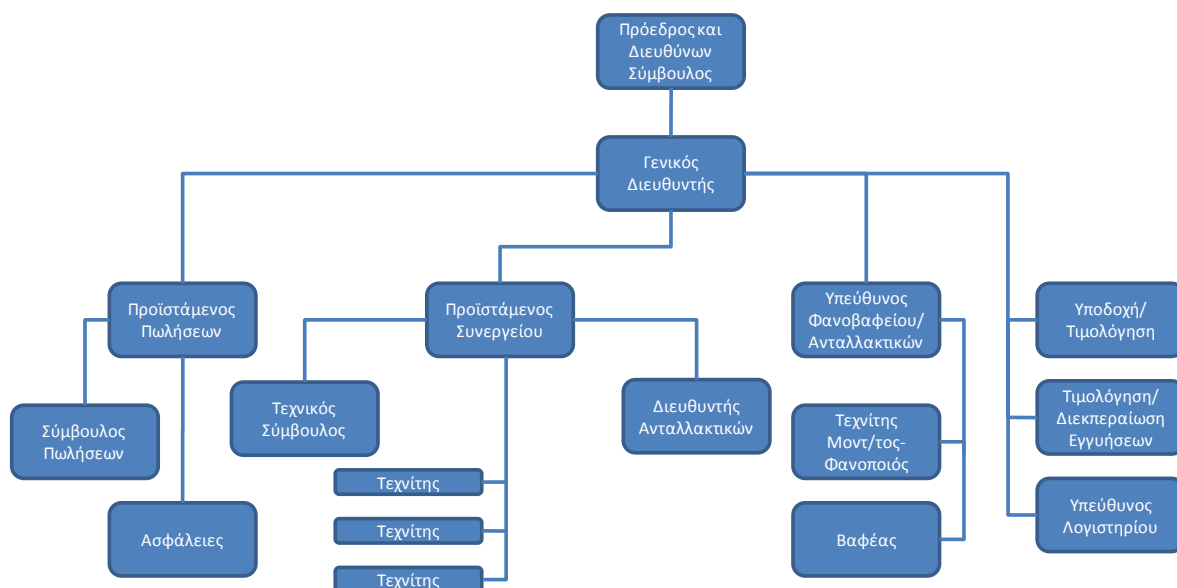 Πρόεδρος και
Διευθύνων
Σύμβουλος
Γενικός
Διευθυντής
Προϊστάμενος
Πωλήσεων
Προϊστάμενος
Συνεργείου
Υπεύθυνος
Φανοβαφείου/
Ανταλλακτικών
Υποδοχή/
Τιμολόγηση
Σύμβουλος
Πωλήσεων
Τεχνικός
Σύμβουλος
Διευθυντής
Ανταλλακτικών
Τεχνίτης
Μοντ/τος-
Φανοποιός
Τιμολόγηση/
Διεκπεραίωση
Εγγυήσεων
Τεχνίτης
Ασφάλειες
Τεχνίτης
Βαφέας
Υπεύθυνος
Λογιστηρίου
Τεχνίτης